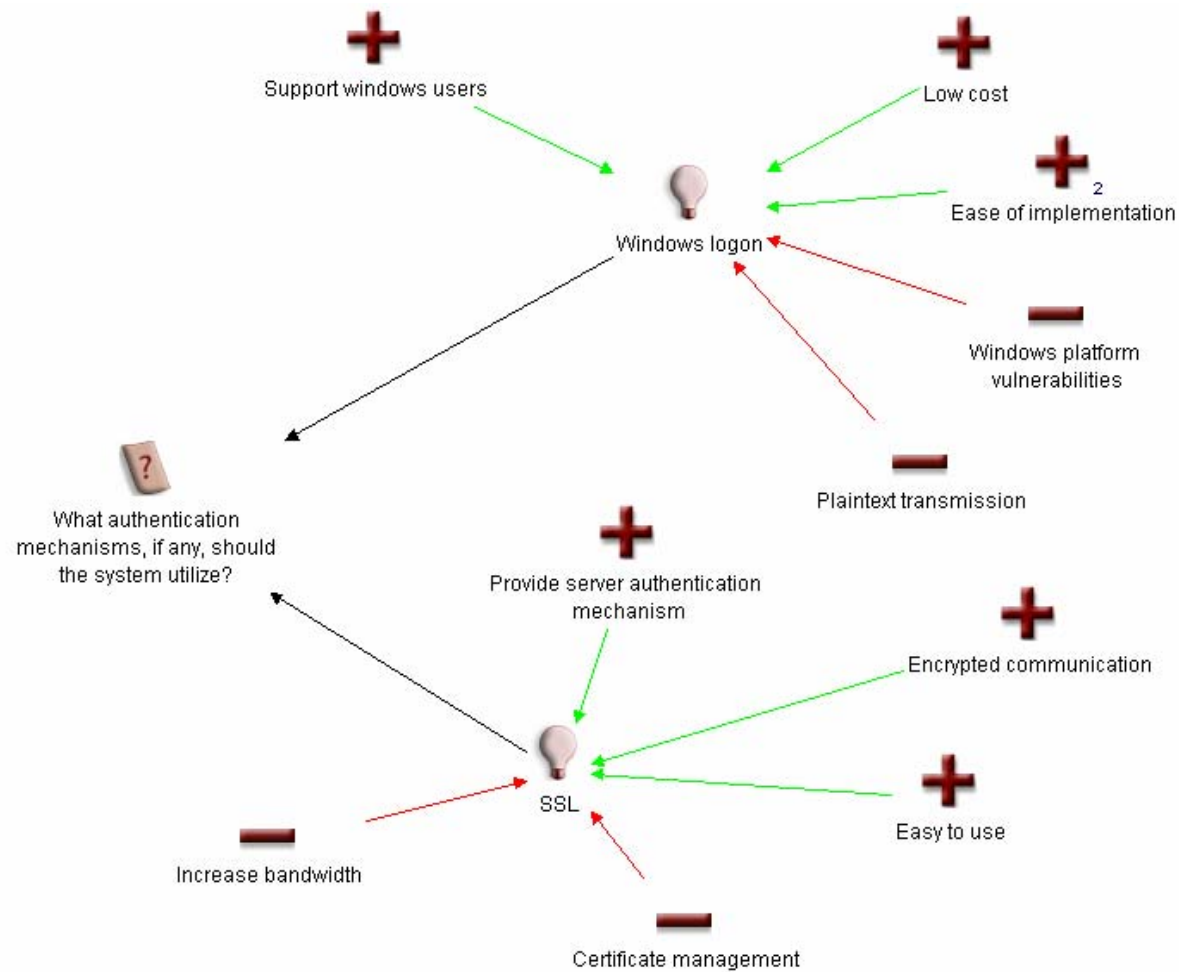 Support windows users
Low cost
2
Ease of implementation
Windows logon
Windows platform
vulnerabilities
Plaintext transmission
?
What authentication
mechanisms, if any, should
the system utilize?
Provide server authentication
mechanism
Encrypted communication
SSL
Easy to use
Increase bandwidth
Certificate management